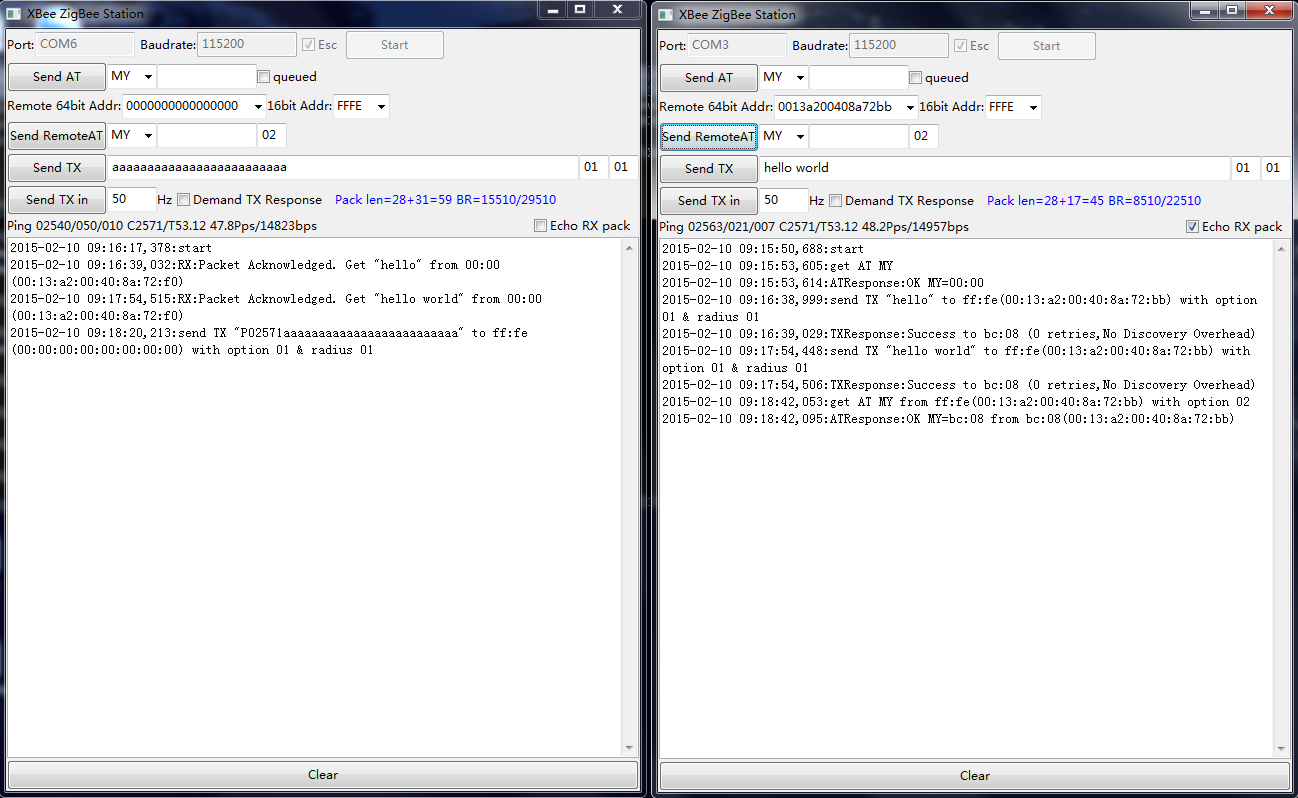 XBee ZigBee Station
Port: COM6 Baudrate: 115200 Esc Start
Send AT MY queued
Remote 64bit Addr: 0000000000000000 16bit Addr: FFFE
Send RemoteAT MY 02
Send TX aaaaaaaaaaaaaaaaaaaaaaaaa 01 01
Send TX in 50 Hz Demand TX Response Pack len=28+31=59 BR=15510/29510
Ping 02540/050/010 C2571/T53.12 47.8Pps/14823bps Echo RX pack
2015-02-10 09:16:17,378:start
2015-02-10 09:16:39,032:RX:Packet Acknowledged. Get "hello" from 00:00
(00:13:a2:00:40:8a:72:f0)
2015-02-10 09:17:54,515:RX:Packet Acknowledged. Get "hello world" from 00:00
(00:13:a2:00:40:8a:72:f0)
2015-02-10 09:18:20,213:send TX "P02571aaaaaaaaaaaaaaaaaaaaaaaaa" to ff:fe
(00:00:00:00:00:00:00:00) with option 01 & radius 01
Clear
XBee ZigBee Station
Port: COM3 Baudrate: 115200 Esc Start
Send AT MY queued
Remote 64bit Addr: 0013a200408a72bb 16bit Addr: FFFE
Send RemoteAT MY 02
Send TX hello world 01 01
Send TX in 50 Hz Demand TX Response Pack len=28+17=45 BR=8510/22510
Ping 02563/021/007 C2571/T53.12 48.2Pps/14957bps Echo RX pack
2015-02-10 09:15:50,688:start
2015-02-10 09:15:53,605:get AT MY
2015-02-10 09:15:53,614:ATResponse:OK MY=00:00
2015-02-10 09:16:38,999:send TX "hello" to ff:fe(00:13:a2:00:40:8a:72:bb) with option
01 & radius 01
2015-02-10 09:16:39,029:TXResponse:Success to bc:08 (0 retries,No Discovery Overhead)
2015-02-10 09:17:54,448:send TX "hello world" to ff:fe(00:13:a2:00:40:8a:72:bb) with
option 01 & radius 01
2015-02-10 09:17:54,506:TXResponse:Success to bc:08 (0 retries,No Discovery Overhead)
2015-02-10 09:18:42,053:get AT MY from ff:fe(00:13:a2:00:40:8a:72:bb) with option 02
2015-02-10 09:18:42,095:ATResponse:OK MY=bc:08 from bc:08(00:13:a2:00:40:8a:72:bb)
Clear